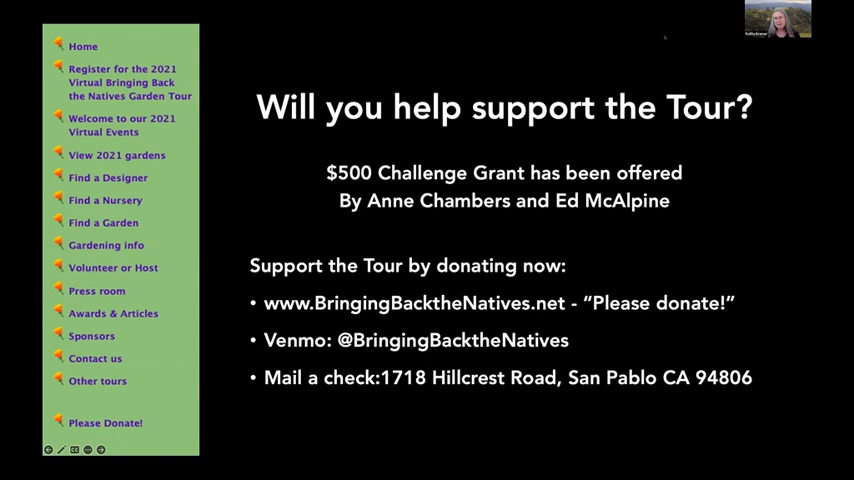 Home
Register for the 2021
Virtual Bringing Back
the Natives Garden Tour
Welcome to our 2021
Virtual Events
View 2021 gardens
Find a Designer
Find a Nursery
Find a Garden
Gardening info
Volunteer or Host
Press room
Awards & Articles
Sponsors
Contact us
Other tours
Please Donate!
Will you help support the Tour?
$500 Challenge Grant has been offered
By Anne Chambers and Ed McAlpine
Support the Tour by donating now:
• www.BringingBacktheNatives.net - “Please donate!”
• Venmo: @BringingBacktheNatives
• Mail a check:1718 Hillcrest Road, San Pablo CA 94806
Kathy Kramer